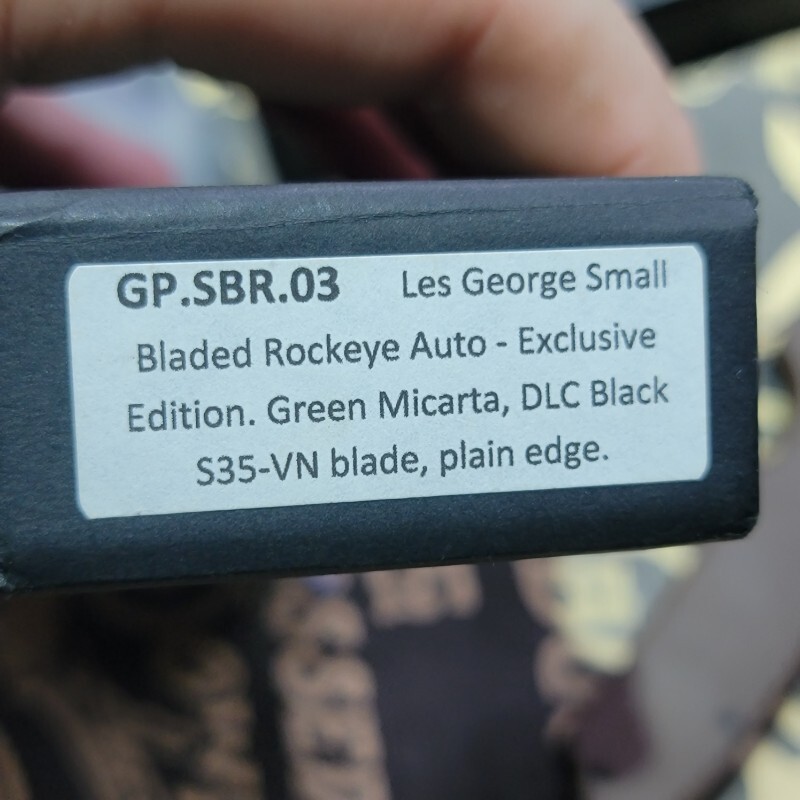 GP.SBR.03 Les George Small
Bladed Rockeye Auto - Exclusive
Edition. Green Micarta, DLC Black
S35-VN blade, plain edge.